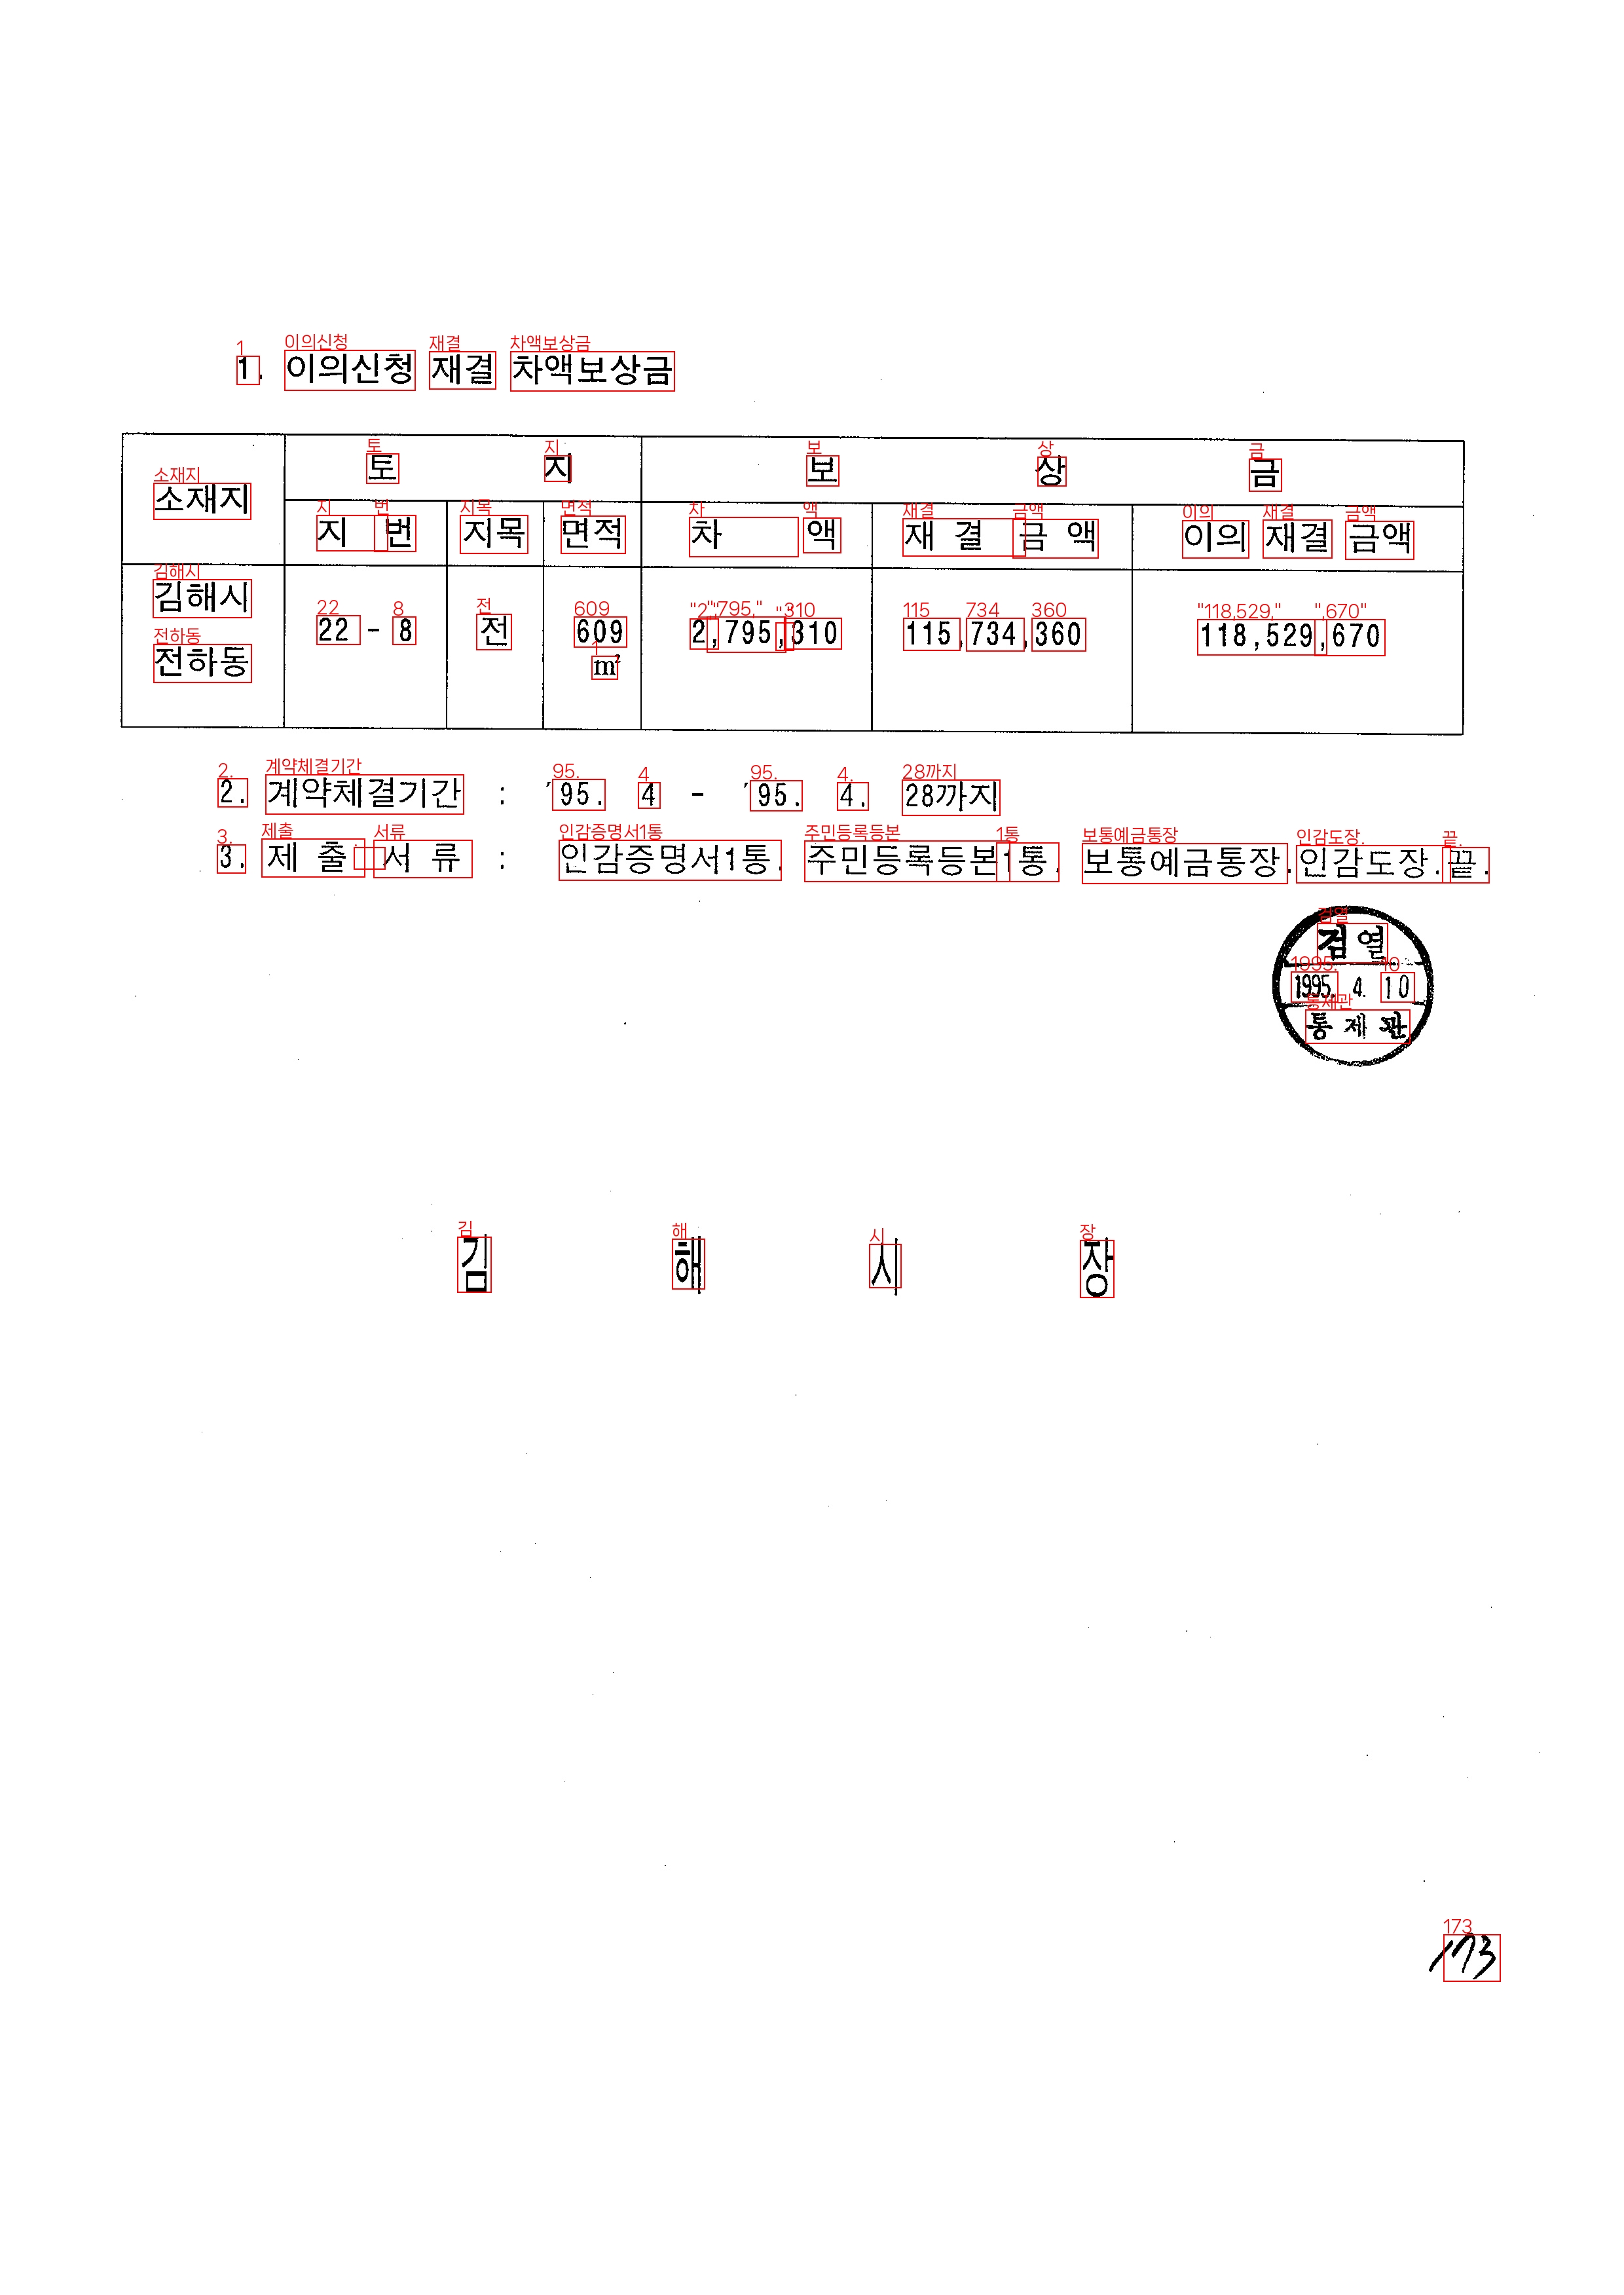 1. 이의신청 재결 차액보상금
소재지 토 지 보 상 금
지 번 지목 면적 차 액 재 결 금 액 이의 재결 금액
김해시 전하동 22 - 8 전 609 m² 2,795,310 115,734,360 118,529,670
2. 계약체결기간 : '95. 4 - '95. 4. 28까지
3. 제 출 서 류 : 인감증명서1통. 주민등록등본1통. 보통예금통장.인감도장.끝.
검열
1995. 4. 10
통제관
김 해 시 장
173